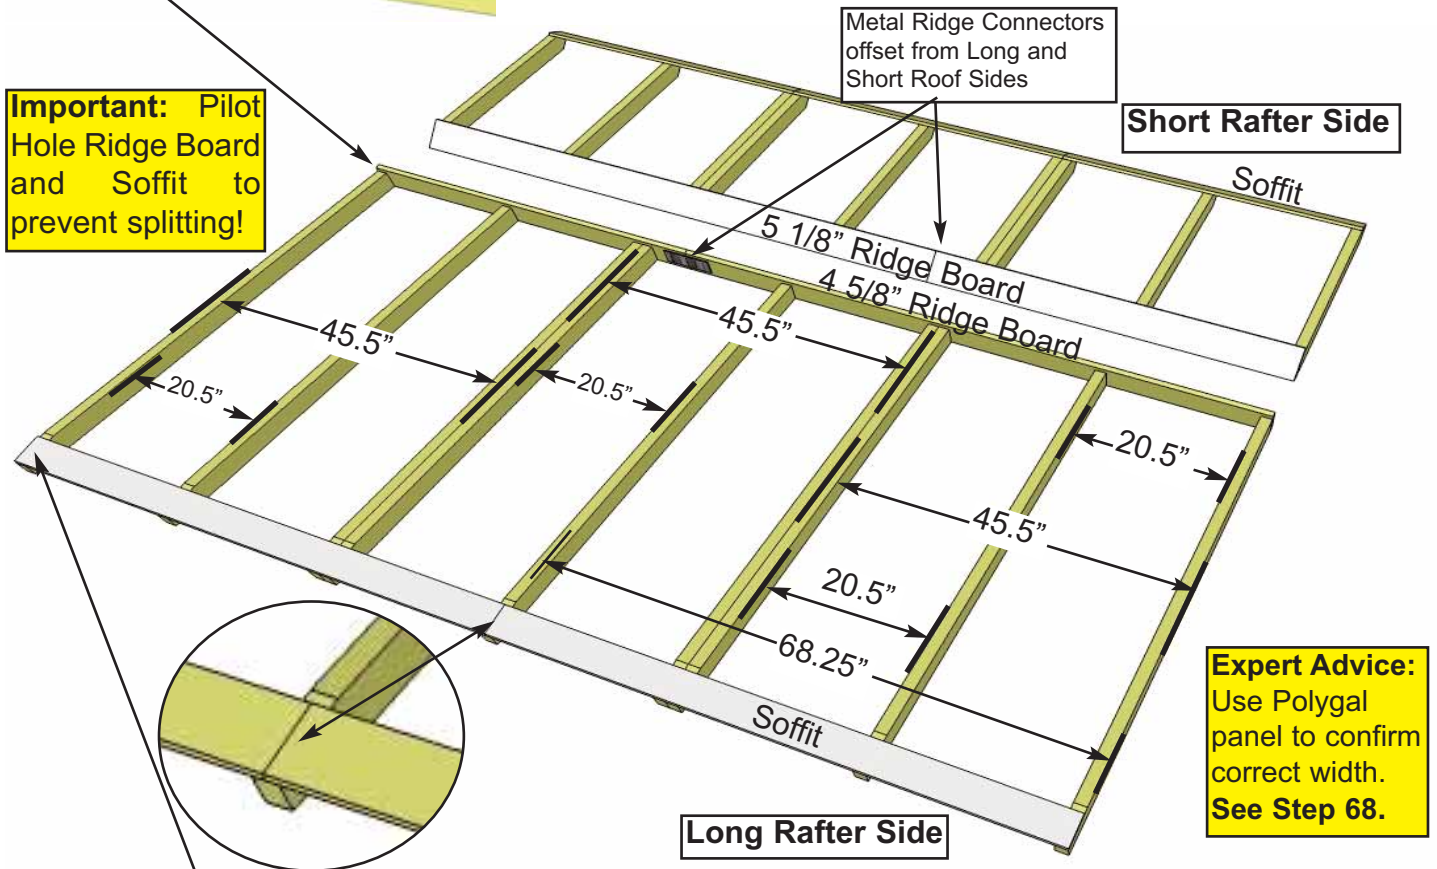 Metal Ridge Connectors
offset from Long and
Short Roof Sides
Important: Pilot
Hole Ridge Board
and Soffit to
prevent splitting!
Short Rafter Side
Soffit
5 1/8” Ridge Board
4 5/8” Ridge Board
45.5”
45.5”
20.5”
20.5”
20.5”
45.5”
20.5”
68.25”
Soffit
Expert Advice:
Use Polygal
panel to confirm
correct width.
See Step 68.
Long Rafter Side